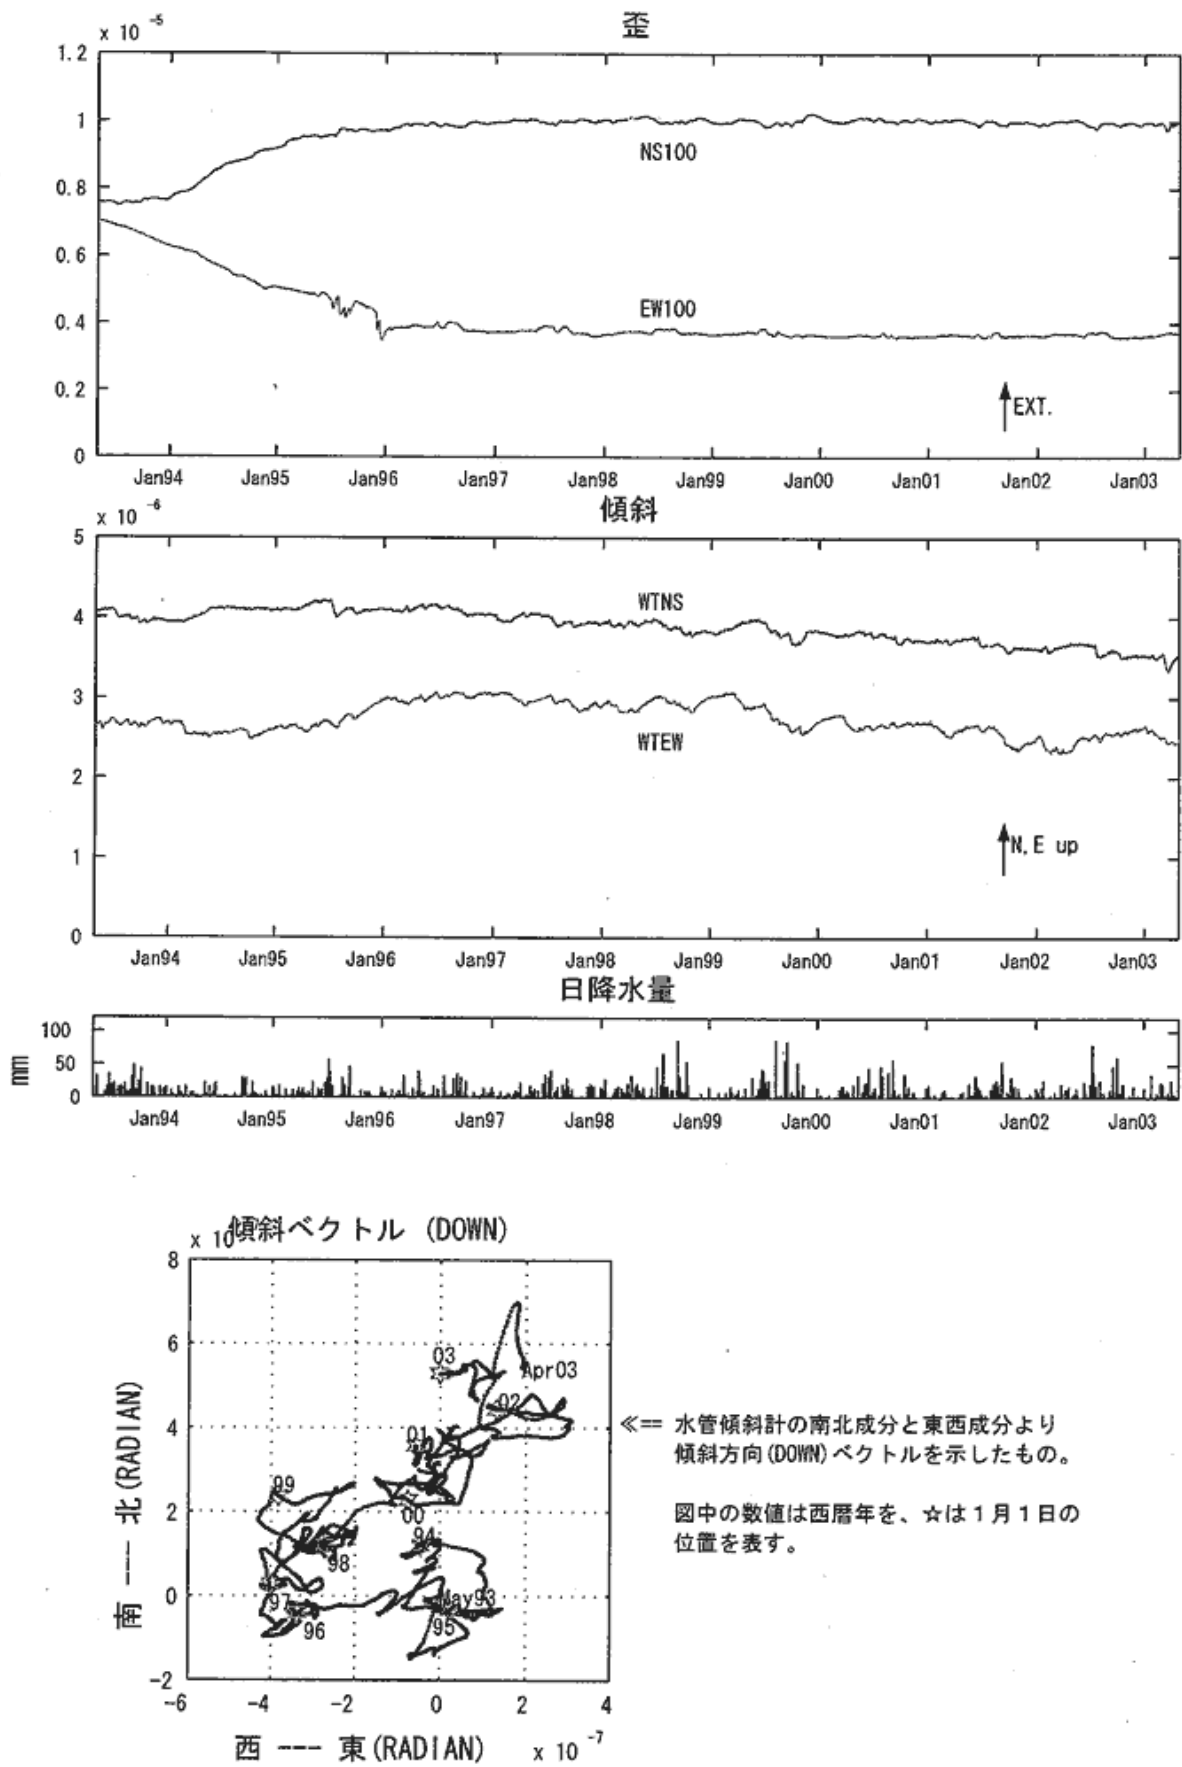 歪
x 10 -5
1.2
1
0.8
0.6
0.4
0.2
0
NS100
EW100
EXT.
Jan94 Jan95 Jan96 Jan97 Jan98 Jan99 Jan00 Jan01 Jan02 Jan03
傾斜
x 10 -6
5
4
3
2
1
0
WTNS
WTEW
N,E up
Jan94 Jan95 Jan96 Jan97 Jan98 Jan99 Jan00 Jan01 Jan02 Jan03
日降水量
mm
100
50
0
Jan94 Jan95 Jan96 Jan97 Jan98 Jan99 Jan00 Jan01 Jan02 Jan03
傾斜ベクトル (DOWN)
x 10
8
6
4
2
0
-2
南 --- 北(RADIAN)
03
Apr03
02
01
99
00
94
98
97
May93
96
95
-6 -4 -2 0 2 4
西 --- 東(RADIAN) x 10 -7
≪== 水管傾斜計の南北成分と東西成分より
傾斜方向(DOWN)ベクトルを示したもの。
図中の数値は西暦年を、☆は1月1日の
位置を表す。